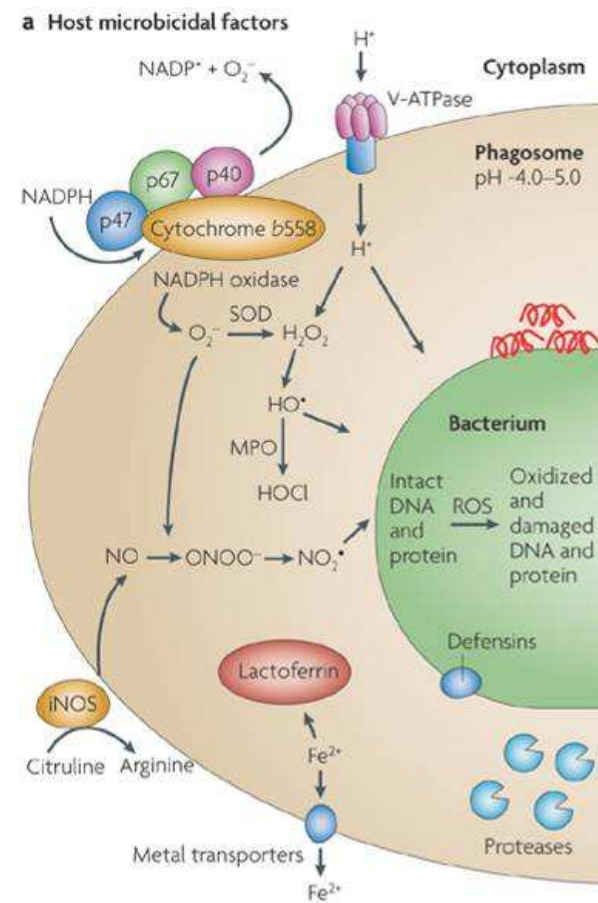 a Host microbicidal factors
H⁺
NADP⁺ + O₂⁻
Cytoplasm
V-ATPase
Phagosome
pH ~4.0–5.0
p67
p40
NADPH
p47
Cytochrome b558
H⁺
NADPH oxidase
SOD
O₂⁻
H₂O₂
HO•
Bacterium
MPO
HOCl
Intact
DNA
and
protein
ROS
Oxidized
and
damaged
DNA and
protein
NO
ONOO⁻
NO₂•
Defensins
Lactoferrin
iNOS
Citruline
Arginine
Fe²⁺
Metal transporters
Proteases
Fe²⁺